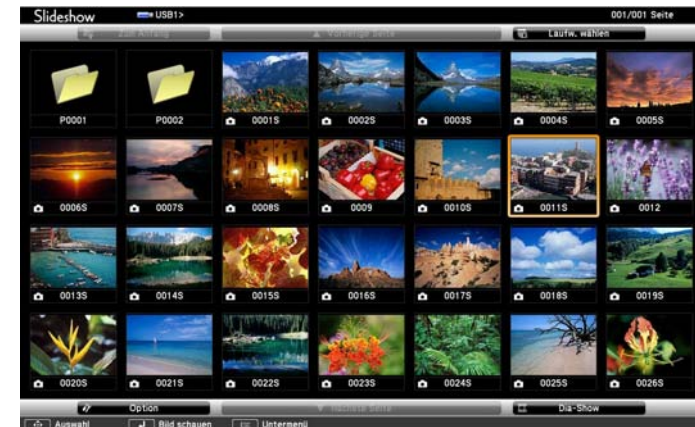 Slideshow USB1> 001/001 Seite
Zum Anfang ▲ Vorherige Seite Laufw. wählen
P0001 P0002 0001S 0002S 0003S 0004S 0005S
0006S 0007S 0008S 0009 0010S 0011S 0012
0013S 0014S 0015S 0016S 0017S 0018S 0019S
0020S 0021S 0022S 0023S 0024S 0025S 0026S
Option ▼ Nächste Seite Dia-Show
Auswahl Bild schauen Esc Untermenü